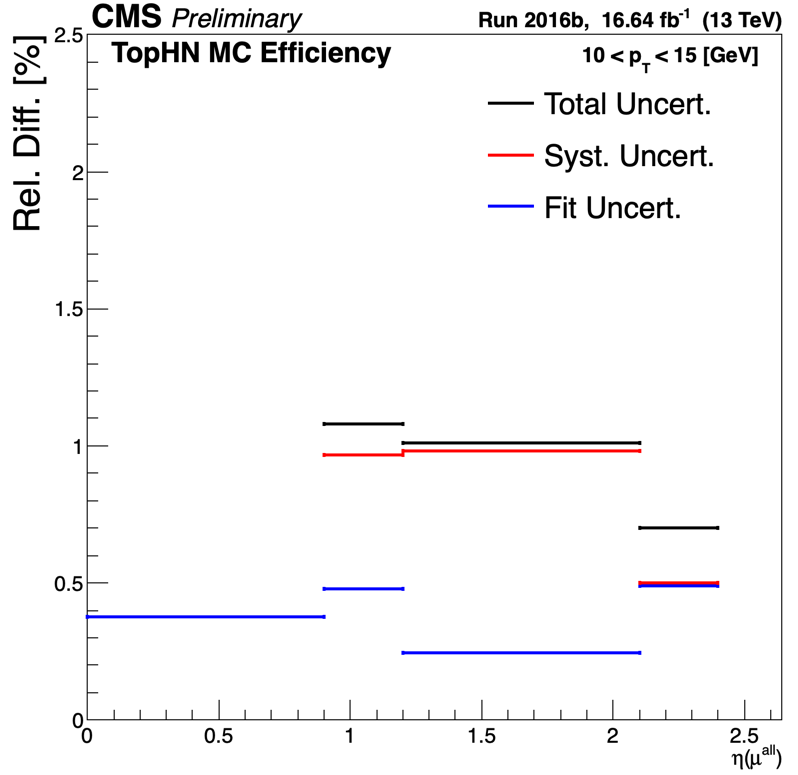 CMS Preliminary
Run 2016b, 16.64 fb⁻¹ (13 TeV)
TopHN MC Efficiency
10 < p_T < 15 [GeV]
Total Uncert.
Syst. Uncert.
Fit Uncert.
Rel. Diff. [%]
2.5
2
1.5
1
0.5
0
0 0.5 1 1.5 2 2.5
η(μ^all)